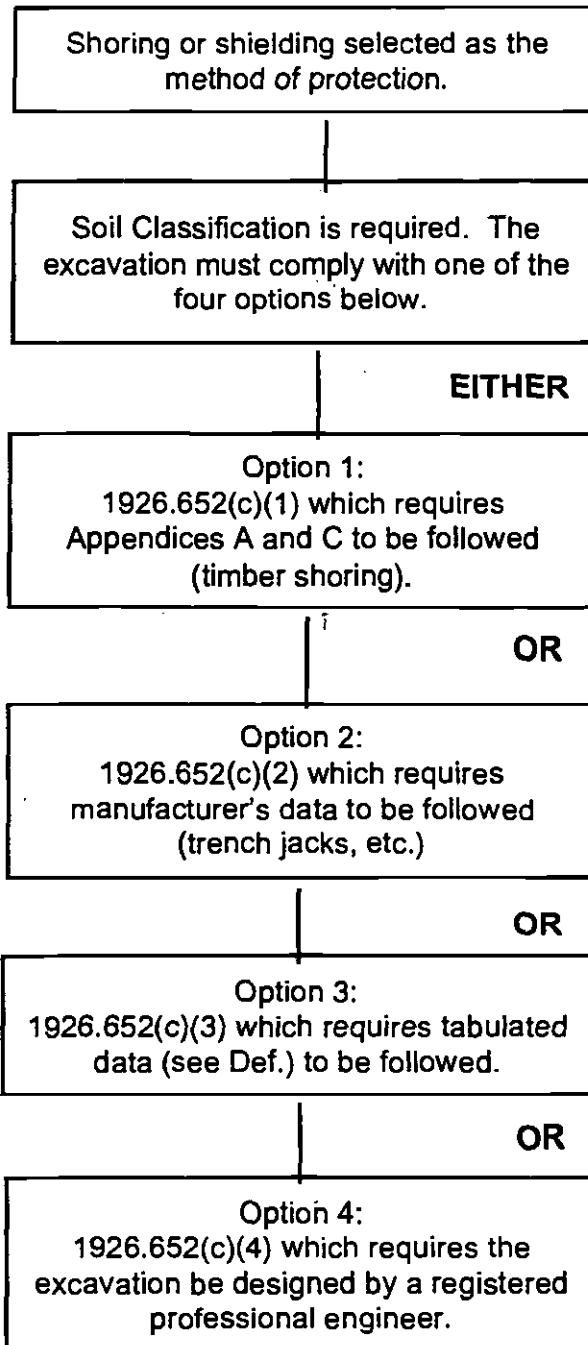 Shoring or shielding selected as the
method of protection.
Soil Classification is required. The
excavation must comply with one of the
four options below.
EITHER
Option 1:
1926.652(c)(1) which requires
Appendices A and C to be followed
(timber shoring).
OR
Option 2:
1926.652(c)(2) which requires
manufacturer's data to be followed
(trench jacks, etc.)
OR
Option 3:
1926.652(c)(3) which requires tabulated
data (see Def.) to be followed.
OR
Option 4:
1926.652(c)(4) which requires the
excavation be designed by a registered
professional engineer.